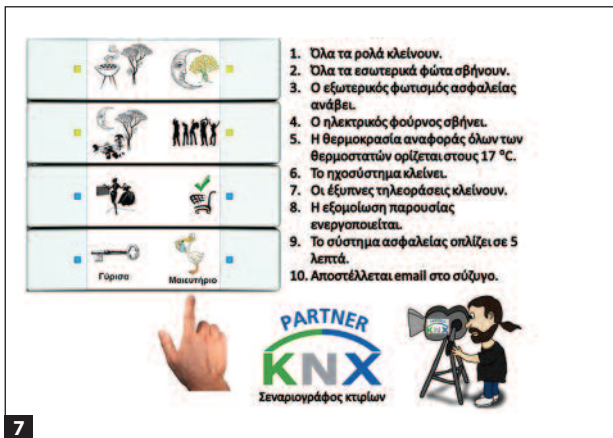 1. Όλα τα ρολά κλείνουν.
2. Όλα τα εσωτερικά φώτα σβήνουν.
3. Ο εξωτερικός φωτισμός ασφαλείας
ανάβει.
4. Ο ηλεκτρικός φούρνος σβήνει.
5. Η θερμοκρασία αναφοράς όλων των
θερμοστατών ορίζεται στους 17 °C.
6. Το ηχοσύστημα κλείνει.
7. Οι έξυπνες τηλεοράσεις κλείνουν.
8. Η εξομοίωση παρουσίας
ενεργοποιείται.
9. Το σύστημα ασφαλείας οπλίζει σε 5
λεπτά.
10. Αποστέλλεται email στο σύζυγο.
Γύρισα
Μαιευτήριο
PARTNER
KNX
Σεναριογράφος κτιρίων
KNX
7